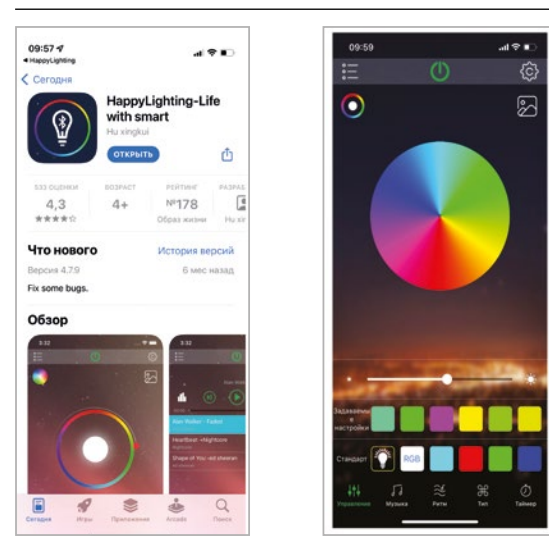 09:57
HappyLighting
Сегодня
HappyLighting-Life
with smart
Hu xingkui
ОТКРЫТЬ
533 ОЦЕНКИ
ВОЗРАСТ
РЕЙТИНГ
РАЗРАБ
4,3
4+
№178
Образ жизни
Hu xin
Что нового
История версий
Версия 4.7.9
6 мес назад
Fix some bugs.
Обзор
3:32
3:32
Alan Walker - Faded
HeartBeat -Nightcore
Shape of You -ed sheeran
Сегодня
Игры
Приложения
Arcade
Поиск
09:59
Задаваемые
настройки
Стандарт
RGB
Управление
Музыка
Ритм
Тип
Таймер